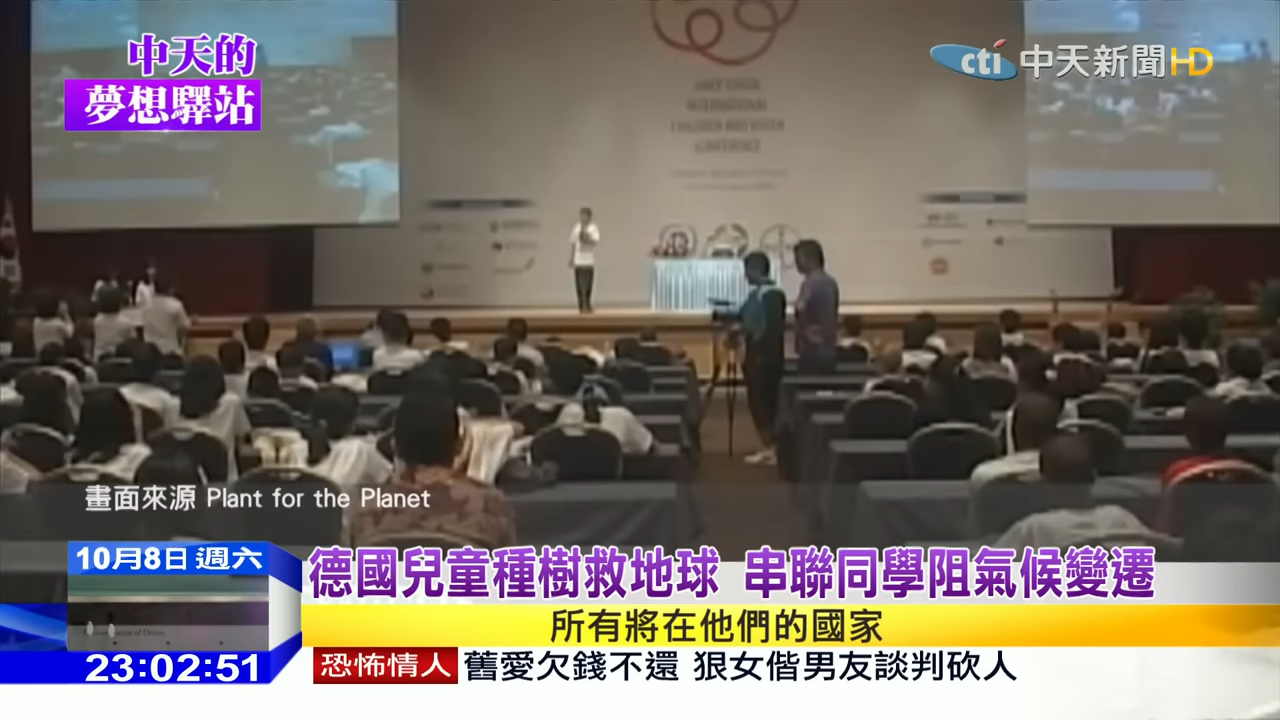 中天的
夢想驛站
cti 中天新聞HD
INTERNATIONAL
CONFERENCE
畫面來源 Plant for the Planet
10月8日 週六
德國兒童種樹救地球 串聯同學阻氣候變遷
所有將在他們的國家
23:02:51
恐怖情人 舊愛欠錢不還 狠女偕男友談判砍人